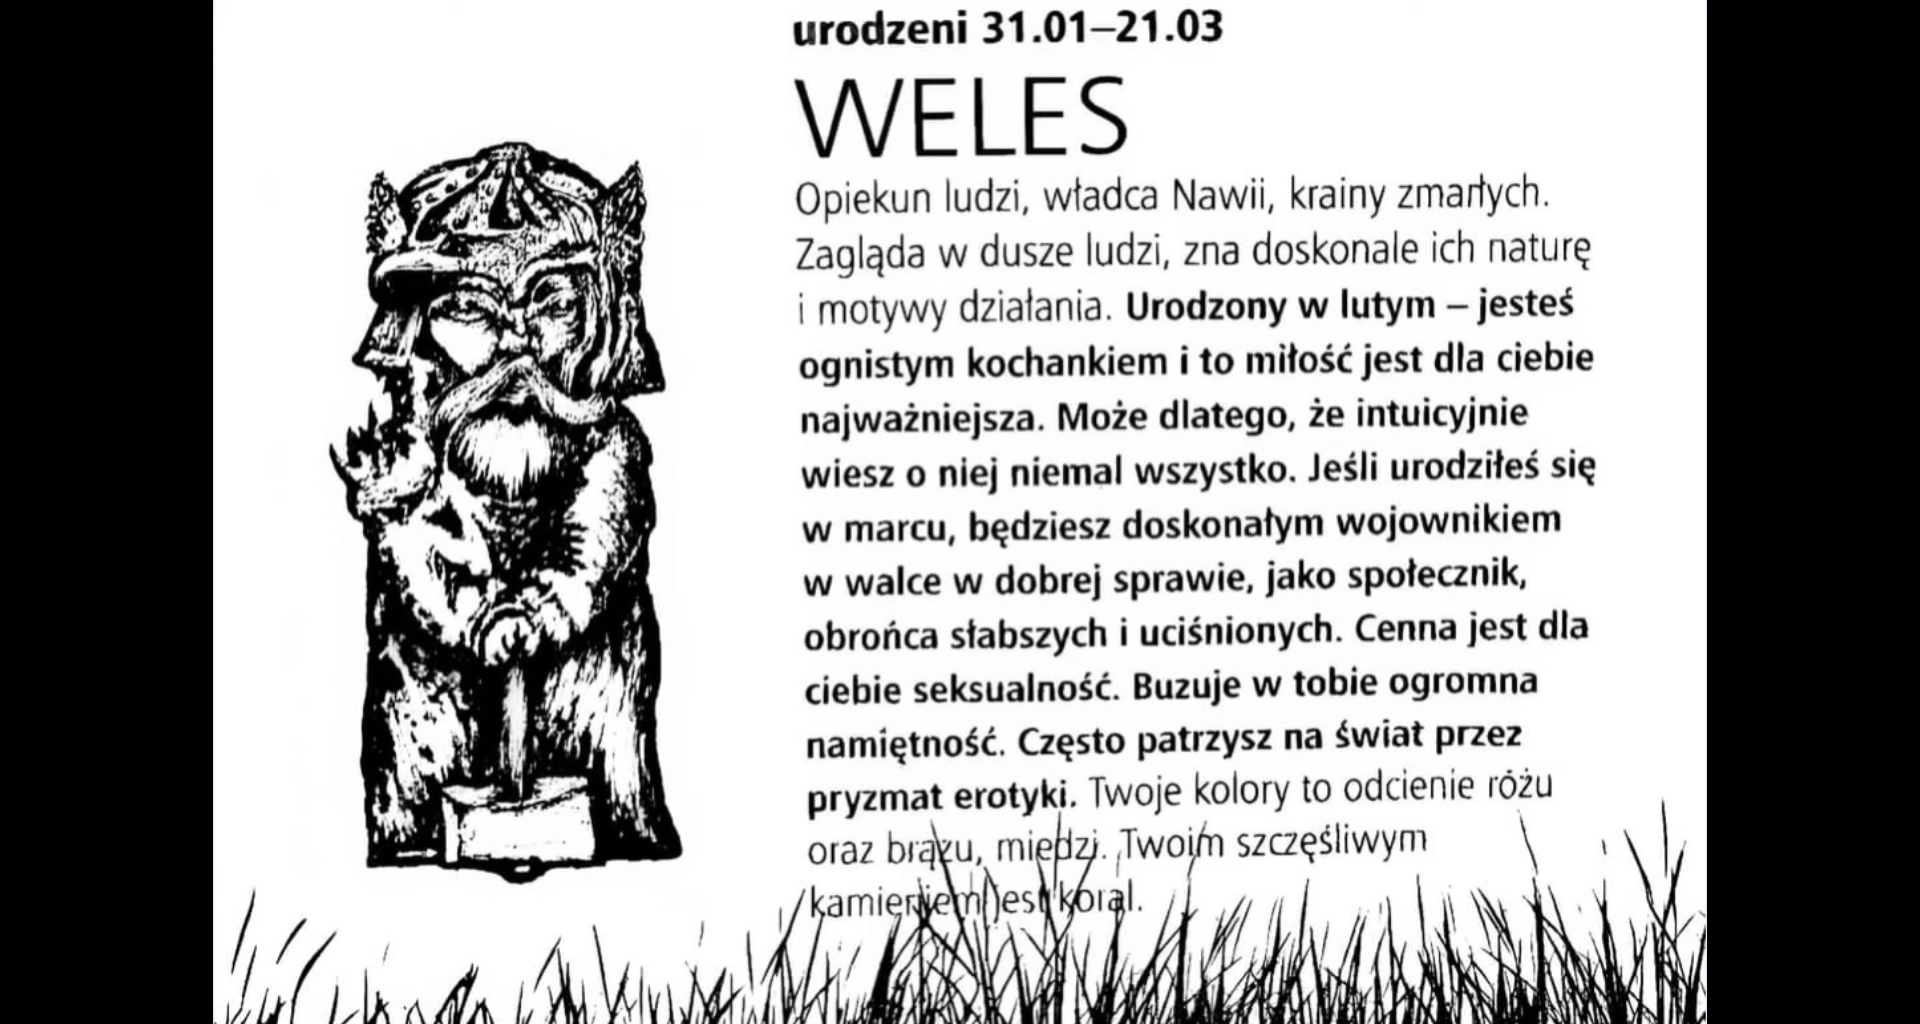 urodzeni 31.01–21.03
WELES
Opiekun ludzi, władca Nawii, krainy zmarłych.
Zagląda w dusze ludzi, zna doskonale ich naturę
i motywy działania. Urodzony w lutym – jesteś
ognistym kochankiem i to miłość jest dla ciebie
najważniejsza. Może dlatego, że intuicyjnie
wiesz o niej niemal wszystko. Jeśli urodziłeś się
w marcu, będziesz doskonałym wojownikiem
w walce w dobrej sprawie, jako społecznik,
obrońca słabszych i uciśnionych. Cenna jest dla
ciebie seksualność. Buzuje w tobie ogromna
namiętność. Często patrzysz na świat przez
pryzmat erotyki. Twoje kolory to odcienie różu
oraz brązu, miedzi. Twoim szczęśliwym
kamieniem jest koral.